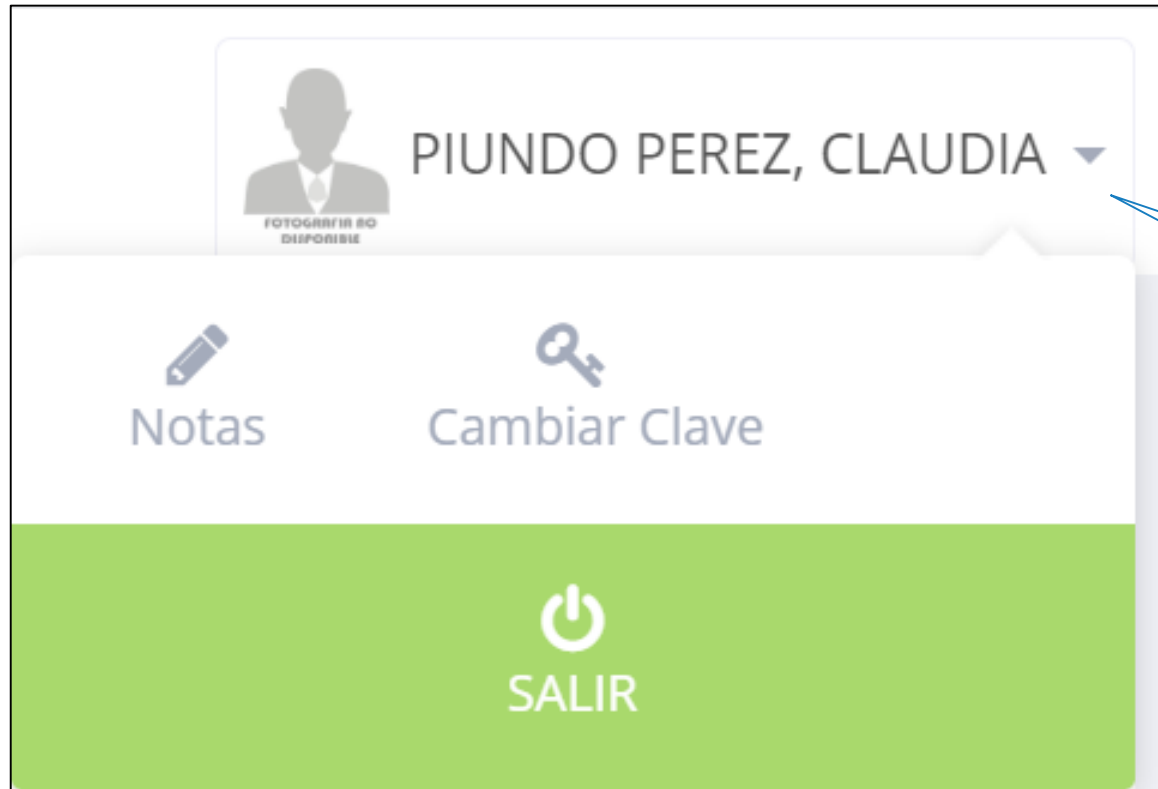 PIUNDO PEREZ, CLAUDIA
FOTOGRAFIA NO
DISPONIBLE
Notas
Cambiar Clave
SALIR